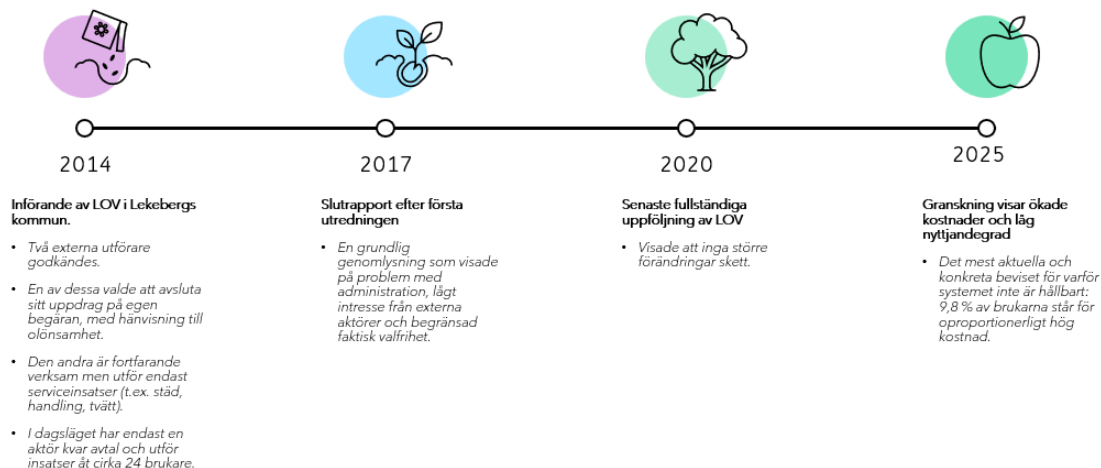 2014
Införande av LOV i Lekebergs
kommun.
• Två externa utförare
godkändes.
• En av dessa valde att avsluta
sitt uppdrag på egen
begäran, med hänvisning till
olönsamhet.
• Den andra är fortfarande
verksam men utför endast
serviceinsatser (t.ex. städ,
handling, tvätt).
• I dagsläget har endast en
aktör kvar avtal och utför
insatser åt cirka 24 brukare.
2017
Slutrapport efter första
utredningen
• En grundlig
genomlysning som visade
på problem med
administration, lågt
intresse från externa
aktörer och begränsad
faktisk valfrihet.
2020
Senaste fullständiga
uppföljning av LOV
• Visade att inga större
förändringar skett.
2025
Granskning visar ökade
kostnader och låg
nyttjandegrad
• Det mest aktuella och
konkreta beviset för varför
systemet inte är hållbart:
9,8 % av brukarna står för
oproportionerligt hög
kostnad.